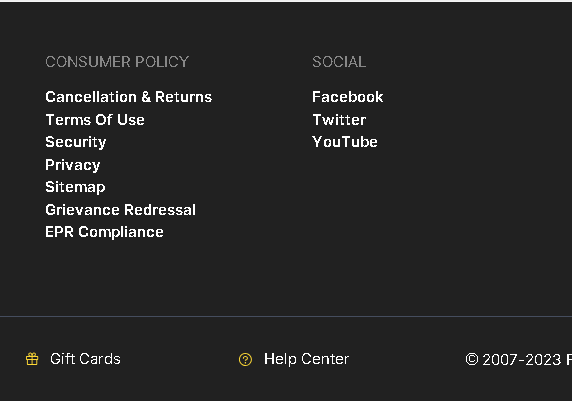 CONSUMER POLICY
Cancellation & Returns
Terms Of Use
Security
Privacy
Sitemap
Grievance Redressal
EPR Compliance
SOCIAL
Facebook
Twitter
YouTube
Gift Cards
Help Center
© 2007-2023